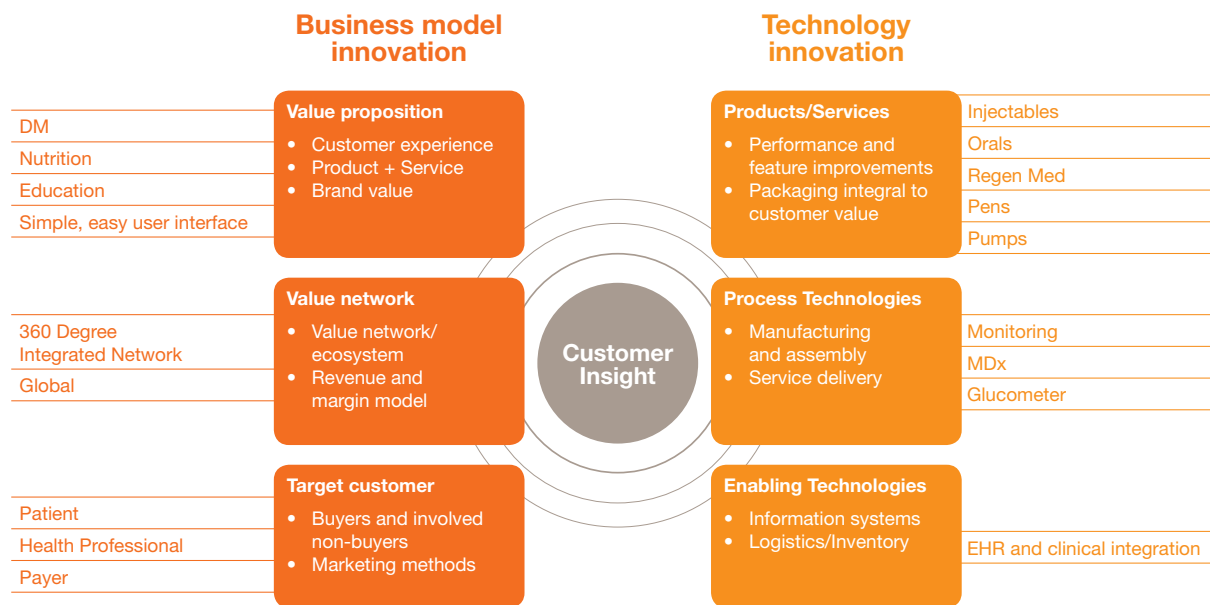 Business model
innovation
Technology
innovation
DM
Nutrition
Education
Simple, easy user interface
Value proposition
• Customer experience
• Product + Service
• Brand value
Products/Services
• Performance and
feature improvements
• Packaging integral to
customer value
Injectables
Orals
Regen Med
Pens
Pumps
360 Degree
Integrated Network
Global
Value network
• Value network/
ecosystem
• Revenue and
margin model
Customer
Insight
Process Technologies
• Manufacturing
and assembly
• Service delivery
Monitoring
MDx
Glucometer
Patient
Health Professional
Payer
Target customer
• Buyers and involved
non-buyers
• Marketing methods
Enabling Technologies
• Information systems
• Logistics/Inventory
EHR and clinical integration